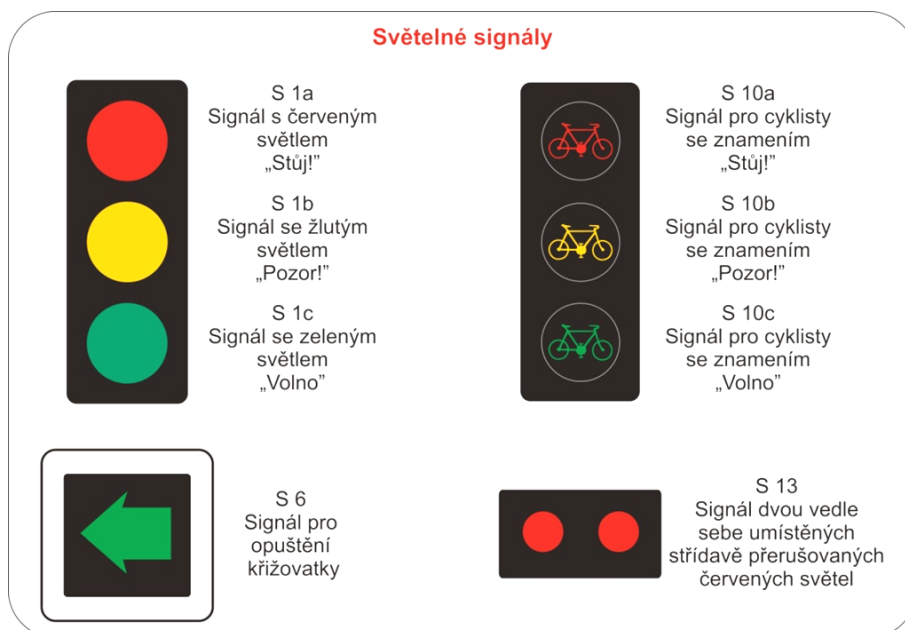 Světelné signály
S 1a
Signál s červeným
světlem
„Stůj!”
S 1b
Signál se žlutým
světlem
„Pozor!”
S 1c
Signál se zeleným
světlem
„Volno”
S 10a
Signál pro cyklisty
se znamením
„Stůj!”
S 10b
Signál pro cyklisty
se znamením
„Pozor!”
S 10c
Signál pro cyklisty
se znamením
„Volno”
S 6
Signál pro
opuštění
křižovatky
S 13
Signál dvou vedle
sebe umístěných
střídavě přerušovaných
červených světel